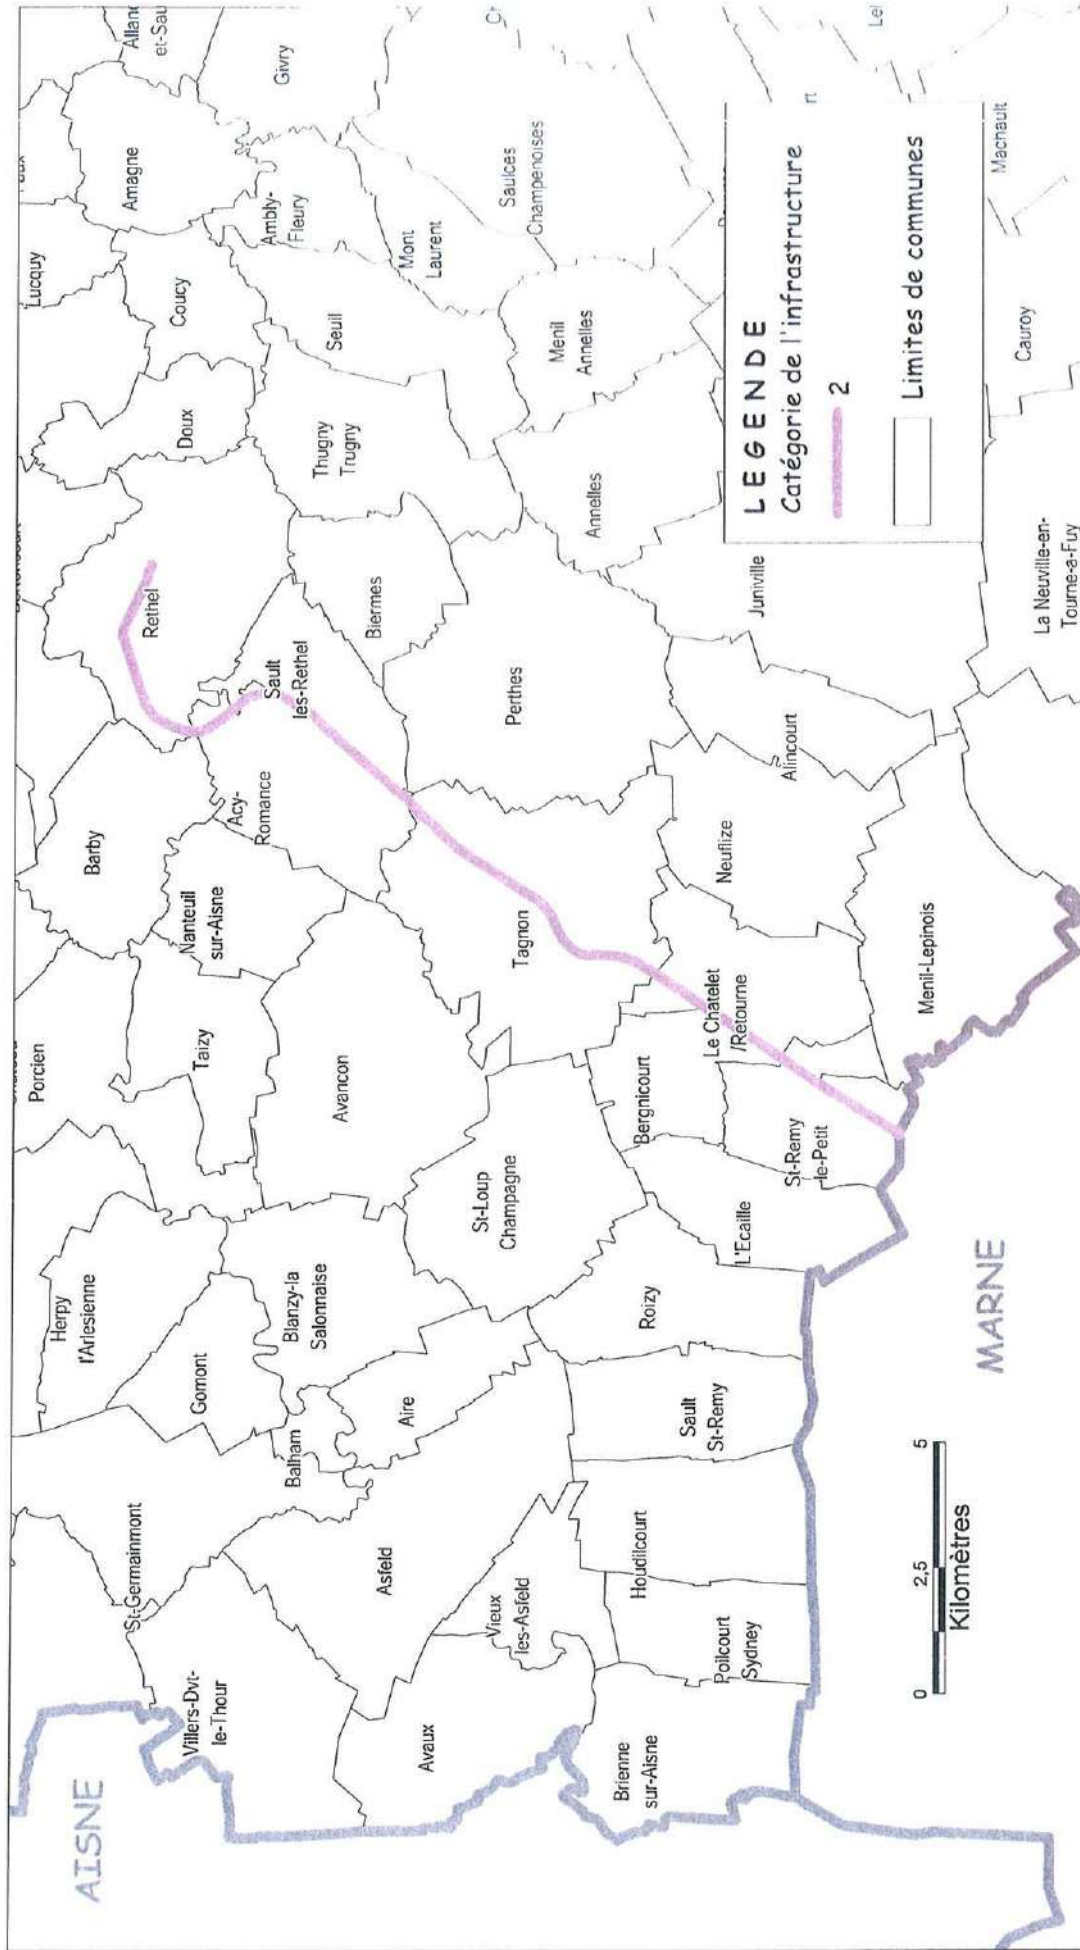 AISNE
MARNE
Villers-Dvt-
le-Thour
St-Germainmont
Herpy
l'Arlesienne
Porcien
Barby
Rethel
Doux
Coucy
Lucquy
Amagne
Givry
Ambly-
Fleury
Seuil
Mont
Laurent
Saulces
Champenoises
Gomont
Balham
Blanzy-la
Salonnaise
Taizy
Nanteuil
sur-Aisne
Acy-
Romance
Sault
les-Rethel
Biermes
Thugny
Trugny
Asfeld
Aire
Avancon
Avaux
Vieux
les-Asfeld
St-Loup
Champagne
Tagnon
Perthes
Annelles
Menil
Annelles
Brienne
sur-Aisne
Poilcourt
Sydney
Houdilcourt
Sault
St-Remy
Roizy
L'Ecaille
Bergnicourt
St-Remy
-le-Petit
Le Chatelet
/Retourne
Neuflize
Alincourt
Juniville
Menil-Lepinois
La Neuville-en-
Tourne-a-Fuy
Cauroy
Machault
LEGENDE
Catégorie de l'infrastructure
2
Limites de communes
0 2,5 5
Kilomètres